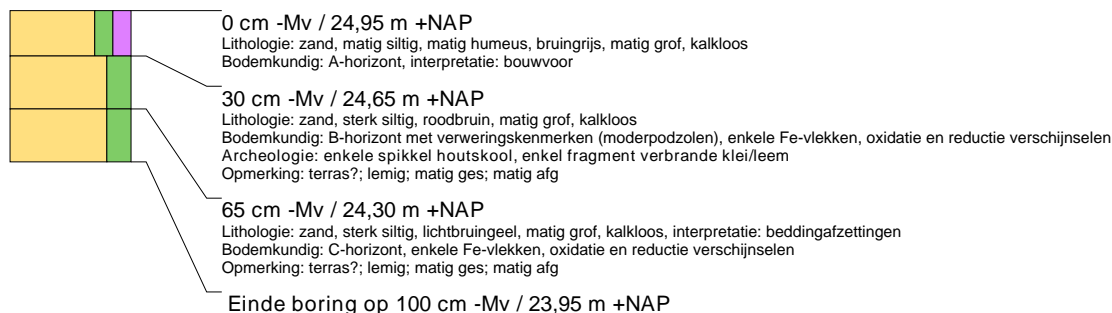 0 cm -Mv / 24,95 m +NAP
Lithologie: zand, matig siltig, matig humeus, bruingrijs, matig grof, kalkloos
Bodemkundig: A-horizont, interpretatie: bouwvoor
30 cm -Mv / 24,65 m +NAP
Lithologie: zand, sterk siltig, roodbruin, matig grof, kalkloos
Bodemkundig: B-horizont met verweringskenmerken (moderpodzolen), enkele Fe-vlekken, oxidatie en reductie verschijnselen
Archeologie: enkele spikkel houtskool, enkel fragment verbrande klei/leem
Opmerking: terras?; lemig; matig ges; matig afg
65 cm -Mv / 24,30 m +NAP
Lithologie: zand, sterk siltig, lichtbruingeel, matig grof, kalkloos, interpretatie: beddingafzettingen
Bodemkundig: C-horizont, enkele Fe-vlekken, oxidatie en reductie verschijnselen
Opmerking: terras?; lemig; matig ges; matig afg
Einde boring op 100 cm -Mv / 23,95 m +NAP